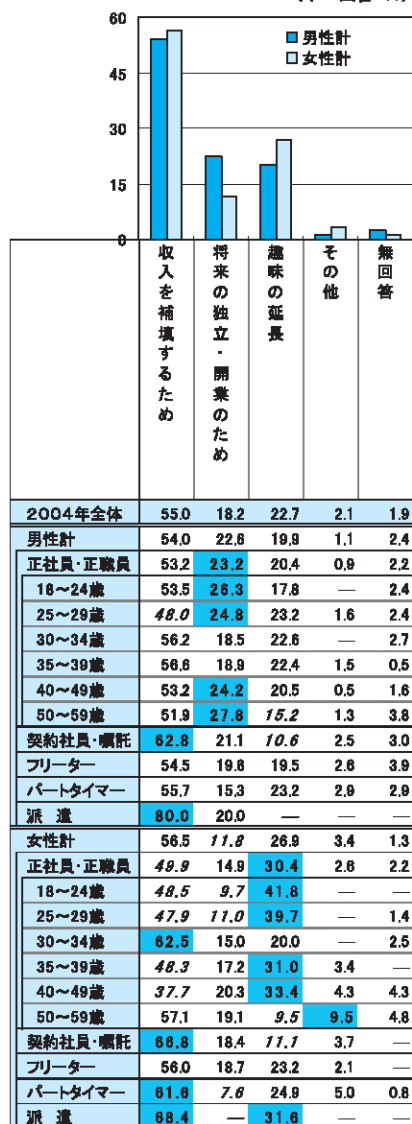 60
45
30
15
0
男性計
女性計
収入を補填するため
将来の独立・開業のため
趣味の延長
その他
無回答
2004年全体 55.0 18.2 22.7 2.1 1.9
男性計 54.0 22.6 19.9 1.1 2.4
正社員・正職員 53.2 23.2 20.4 0.9 2.2
18～24歳 53.5 26.3 17.8 — 2.4
25～29歳 48.0 24.8 23.2 1.6 2.4
30～34歳 56.2 18.5 22.6 — 2.7
35～39歳 56.6 18.9 22.4 1.5 0.5
40～49歳 53.2 24.2 20.5 0.5 1.6
50～59歳 51.9 27.8 15.2 1.3 3.8
契約社員・嘱託 62.8 21.1 10.6 2.5 3.0
フリーター 54.5 19.6 19.5 2.6 3.9
パートタイマー 55.7 15.3 23.2 2.9 2.9
派 遣 80.0 20.0 — — —
女性計 56.5 11.8 26.9 3.4 1.3
正社員・正職員 49.9 14.9 30.4 2.6 2.2
18～24歳 48.5 9.7 41.8 — —
25～29歳 47.9 11.0 39.7 — 1.4
30～34歳 62.5 15.0 20.0 — 2.5
35～39歳 48.3 17.2 31.0 3.4 —
40～49歳 37.7 20.3 33.4 4.3 4.3
50～59歳 57.1 19.1 9.5 9.5 4.8
契約社員・嘱託 66.8 18.4 11.1 3.7 —
フリーター 56.0 18.7 23.2 2.1 —
パートタイマー 61.6 7.6 24.9 5.0 0.8
派 遣 68.4 — 31.6 — —